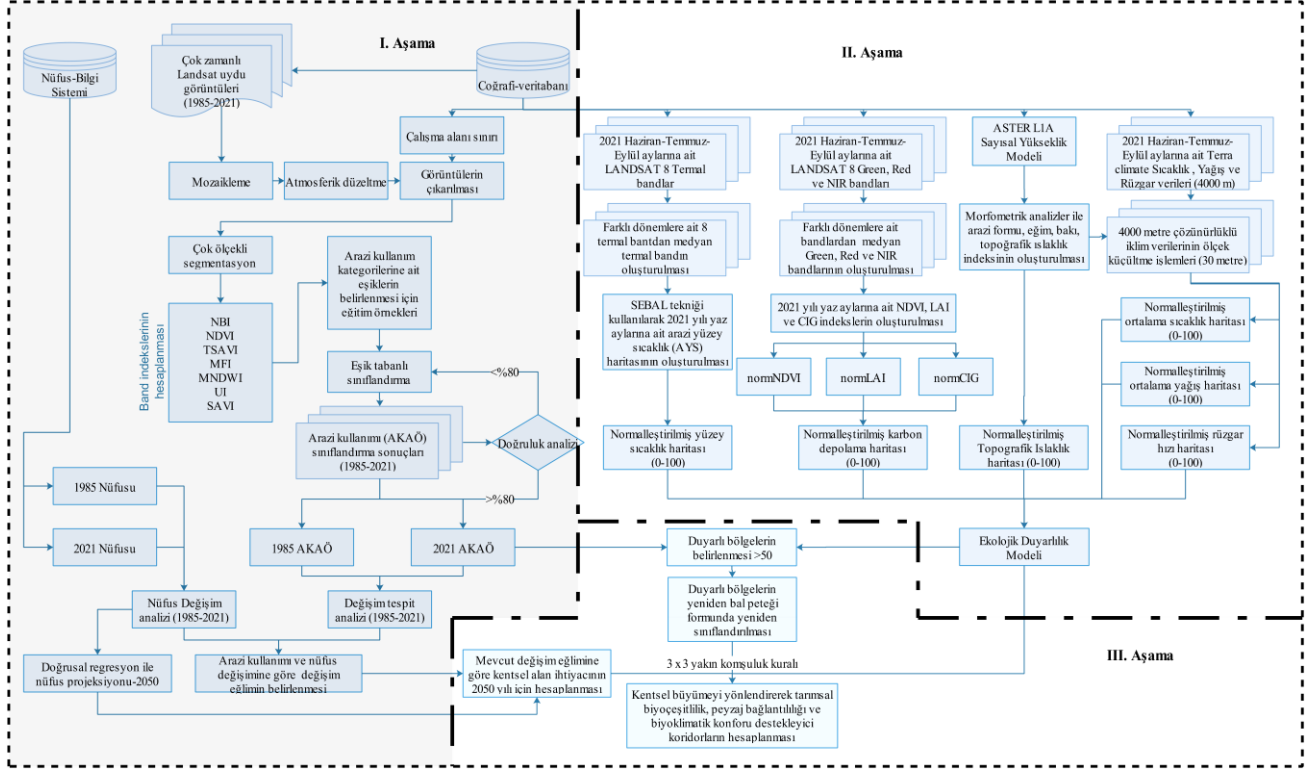 I. Aşama
Nüfus-Bilgi
Sistemi
Çok zamanlı
Landsat uydu
görüntüleri
(1985-2021)
Coğrafi-veritabanı
Çalışma alanı sınırı
Mozaikleme
Atmosferik düzeltme
Görüntülerin
çıkarılması
Çok ölçekli
segmentasyon
Band indekslerinin
hesaplanması
NBI
NDVI
TSAVI
MFI
MNDWI
UI
SAVI
Arazi kullanım
kategorilerine ait
eşiklerin
belirlenmesi için
eğitim örnekleri
Eşik tabanlı
sınıflandırma
<%80
Arazi kullanımı (AKAÖ)
sınıflandırma sonuçları
(1985-2021)
Doğruluk analizi
>%80
1985 Nüfusu
2021 Nüfusu
1985 AKAÖ
2021 AKAÖ
Nüfus Değişim
analizi (1985-2021)
Değişim tespit
analizi (1985-2021)
Doğrusal regresyon ile
nüfus projeksiyonu-2050
Arazi kullanımı ve nüfus
değişimine göre değişim
eğlimin belirlenmesi
II. Aşama
2021 Haziran-Temmuz-
Eylül aylarına ait
LANDSAT 8 Termal
bandlar
2021 Haziran-Temmuz-
Eylül aylarına ait
LANDSAT 8 Green, Red
ve NIR bandları
ASTER LIA
Sayısal Yükseklik
Modeli
2021 Haziran-Temmuz-
Eylül aylarına ait Terra
climate Sıcaklık , Yağış ve
Rüzgar verileri (4000 m)
Farklı dönemlere ait 8
termal bantdan medyan
termal bandın
oluşturulması
Farklı dönemlere ait
bandlardan medyan
Green, Red ve NIR
bandlarının oluşturulması
Morfometrik analizler ile
arazi formu, eğim, bakı,
topoğrafik ıslaklık
indeksinin oluşturulması
4000 metre çözünürlüklü
iklim verilerinin ölçek
küçültme islemleri (30 metre)
SEBAL tekniği
kullanılarak 2021 yılı yaz
aylarına ait arazi yüzey
sıcaklık (AYS)
haritasının oluşturulması
2021 yılı yaz aylarına ait NDVI, LAI
ve CIG indekslerin oluşturulması
normNDVI
normLAI
normCIG
Normalleştirilmiş
ortalama sıcaklık haritası
(0-100)
Normalleştirilmiş
ortalama yağış haritası
(0-100)
Normalleştirilmiş yüzey
sıcaklık haritası
(0-100)
Normalleştirilmiş karbon
depolama haritası
(0-100)
Normalleştirilmiş
Topografik Islaklık
haritası (0-100)
Normalleştirilmiş rüzgar
hızı haritası
(0-100)
Ekolojik Duyarlılık
Modeli
Duyarlı bölgelerin
belirlenmesi >50
Duyarlı bölgelerin
yeniden bal peteği
formunda yeniden
sınıflandırılması
III. Aşama
3 x 3 yakın komşuluk kuralı
Mevcut değişim eğlimine
göre kentsel alan ihtiyacının
2050 yılı için hesaplanması
Kentsel büyümeyi yönlendirerek tarımsal
biyoçeşitlilik, peyzaj bağlantılılığı ve
biyoklimatik konforu destekleyici
koridorların hesaplanması